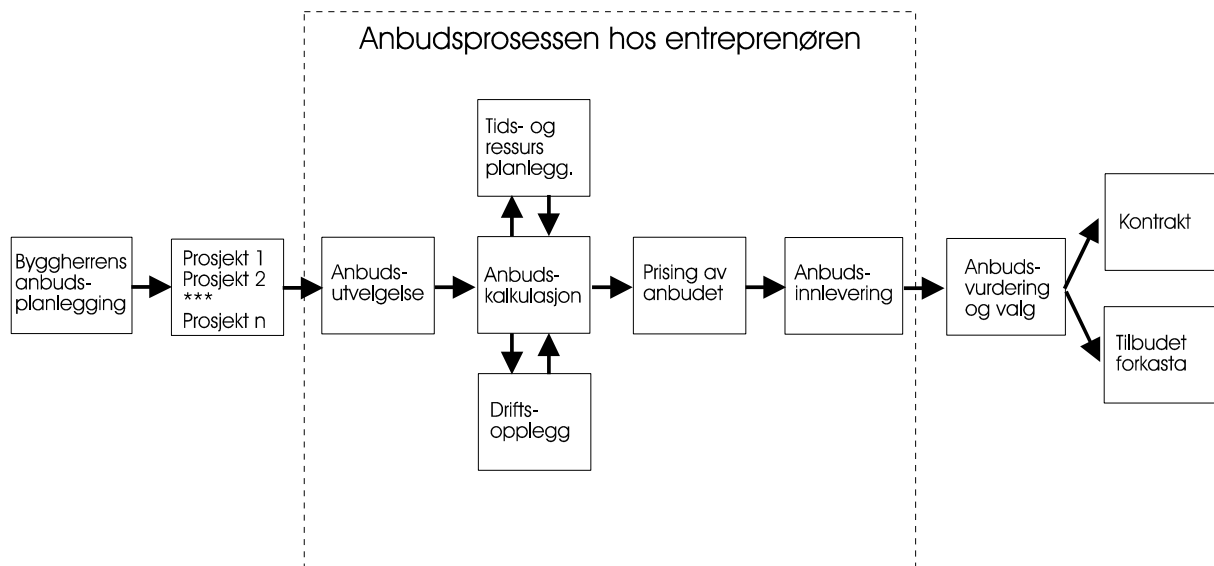 Anbudsprosessen hos entreprenøren
Tids- og
ressurs
planlegg.
Byggherrens
anbuds-
planlegging
Prosjekt 1
Prosjekt 2
***
Prosjekt n
Anbuds-
utvelgelse
Anbuds-
kalkulasjon
Prising av
anbudet
Anbuds-
innlevering
Anbuds-
vurdering
og valg
Kontrakt
Tilbudet
forkasta
Drifts-
opplegg